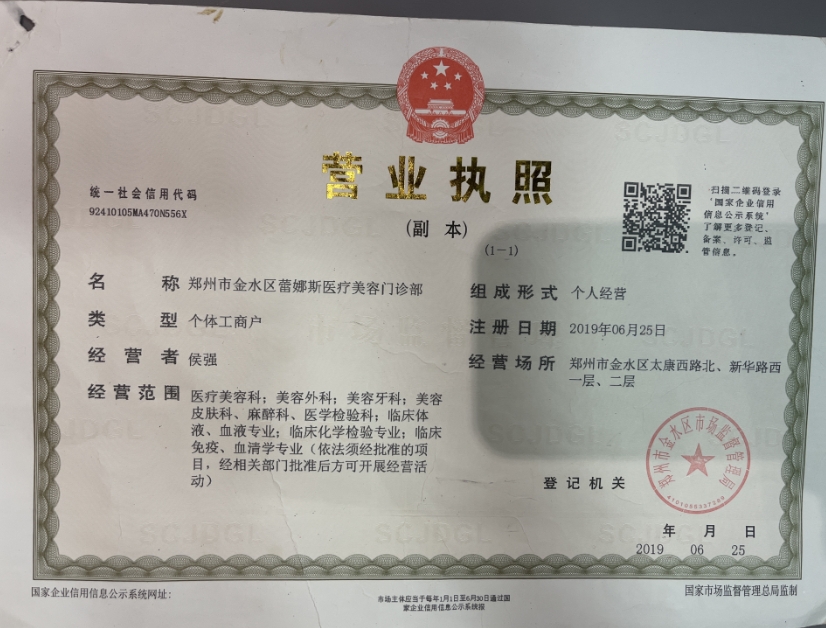 营业执照
(副 本)
(1-1)
统一社会信用代码
92410105MA470N556X
扫描二维码登录
'国家企业信用
信息公示系统'
了解更多登记、
备案、许可、监
管信息。
名 称 郑州市金水区蕾娜斯医疗美容门诊部
类 型 个体工商户
经 营 者 侯强
经 营 范 围 医疗美容科;美容外科;美容牙科;美容
皮肤科、麻醉科、医学检验科;临床体
液、血液专业;临床化学检验专业;临床
免疫、血清学专业(依法须经批准的项
目,经相关部门批准后方可开展经营活
动)
组 成 形 式 个人经营
注 册 日 期 2019年06月25日
经 营 场 所 郑州市金水区太康西路北、新华路西
一层、二层
登 记 机 关
郑州市金水区市场监督管理局
年 月 日
2019 06 25
国家企业信用信息公示系统网址:
市场主体应当于每年1月1日至6月30日通过国
家企业信用信息公示系统报
国家市场监督管理总局监制
SCJDGL
SCJDGL
SCJDGL